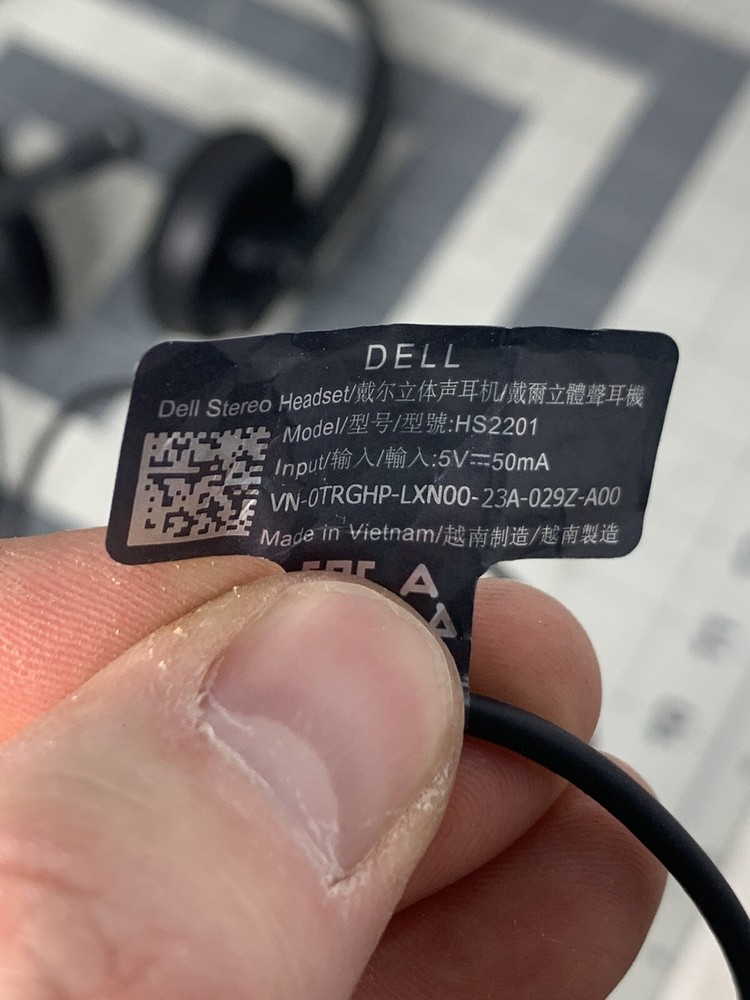 DELL
Dell Stereo Headset/戴尔立体声耳机/戴爾立體聲耳機
Model/型号/型號:HS2201
Input/输入/輸入:5V⎓50mA
VN-0TRGHP-LXN00-23A-029Z-A00
Made in Vietnam/越南制造/越南製造